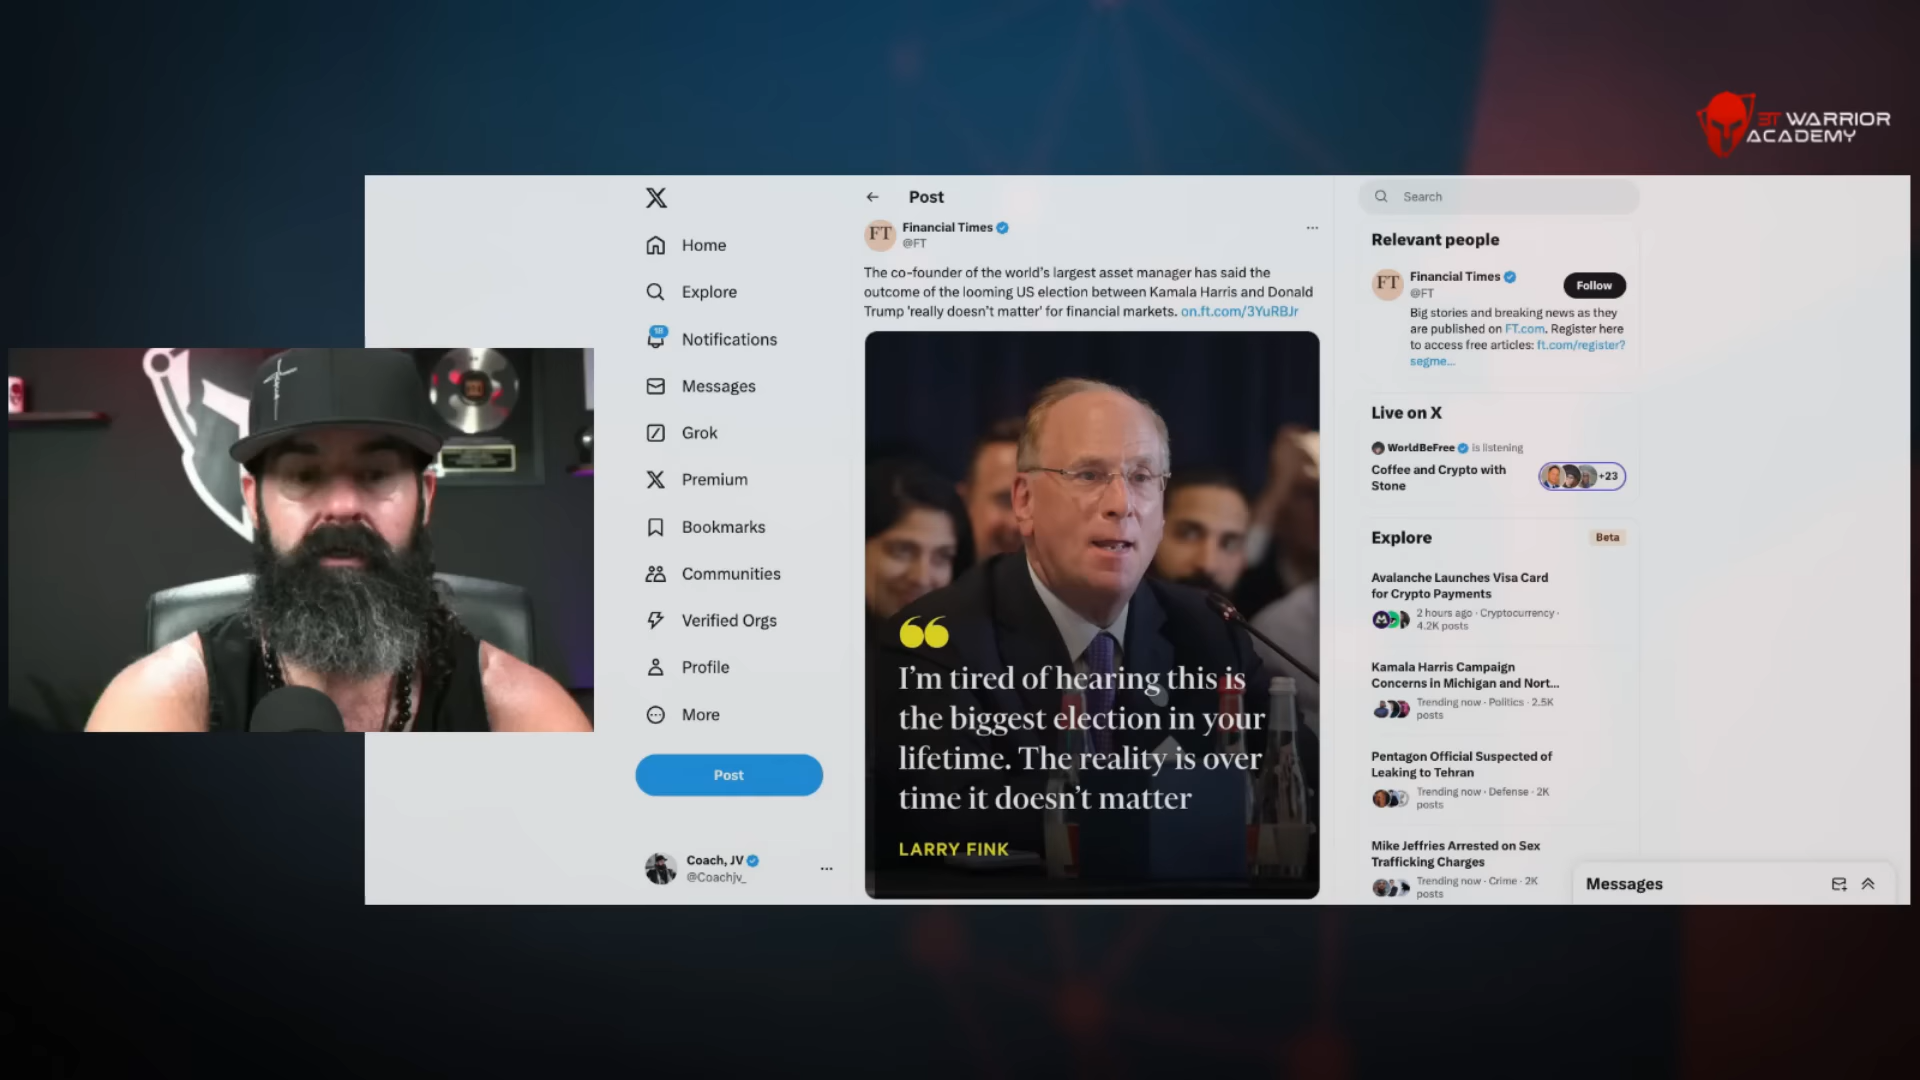 3T WARRIOR
ACADEMY
Home
Explore
Notifications
Messages
Grok
Premium
Bookmarks
Communities
Verified Orgs
Profile
More
Post
Coach, JV
@Coachjv_
Post
FT
Financial Times
@FT
The co-founder of the world's largest asset manager has said the
outcome of the looming US election between Kamala Harris and Donald
Trump 'really doesn't matter' for financial markets. on.ft.com/3YuRBJr
I'm tired of hearing this is
the biggest election in your
lifetime. The reality is over
time it doesn't matter
LARRY FINK
Search
Relevant people
FT
Financial Times
@FT
Follow
Big stories and breaking news as they
are published on FT.com. Register here
to access free articles: ft.com/register?
segme...
Live on X
WorldBeFree is listening
Coffee and Crypto with
Stone
+23
Explore
Beta
Avalanche Launches Visa Card
for Crypto Payments
2 hours ago · Cryptocurrency ·
4.2K posts
Kamala Harris Campaign
Concerns in Michigan and Nort...
Trending now · Politics · 2.5K
posts
Pentagon Official Suspected of
Leaking to Tehran
Trending now · Defense · 2K
posts
Mike Jeffries Arrested on Sex
Trafficking Charges
Trending now · Crime · 2K
posts
Messages